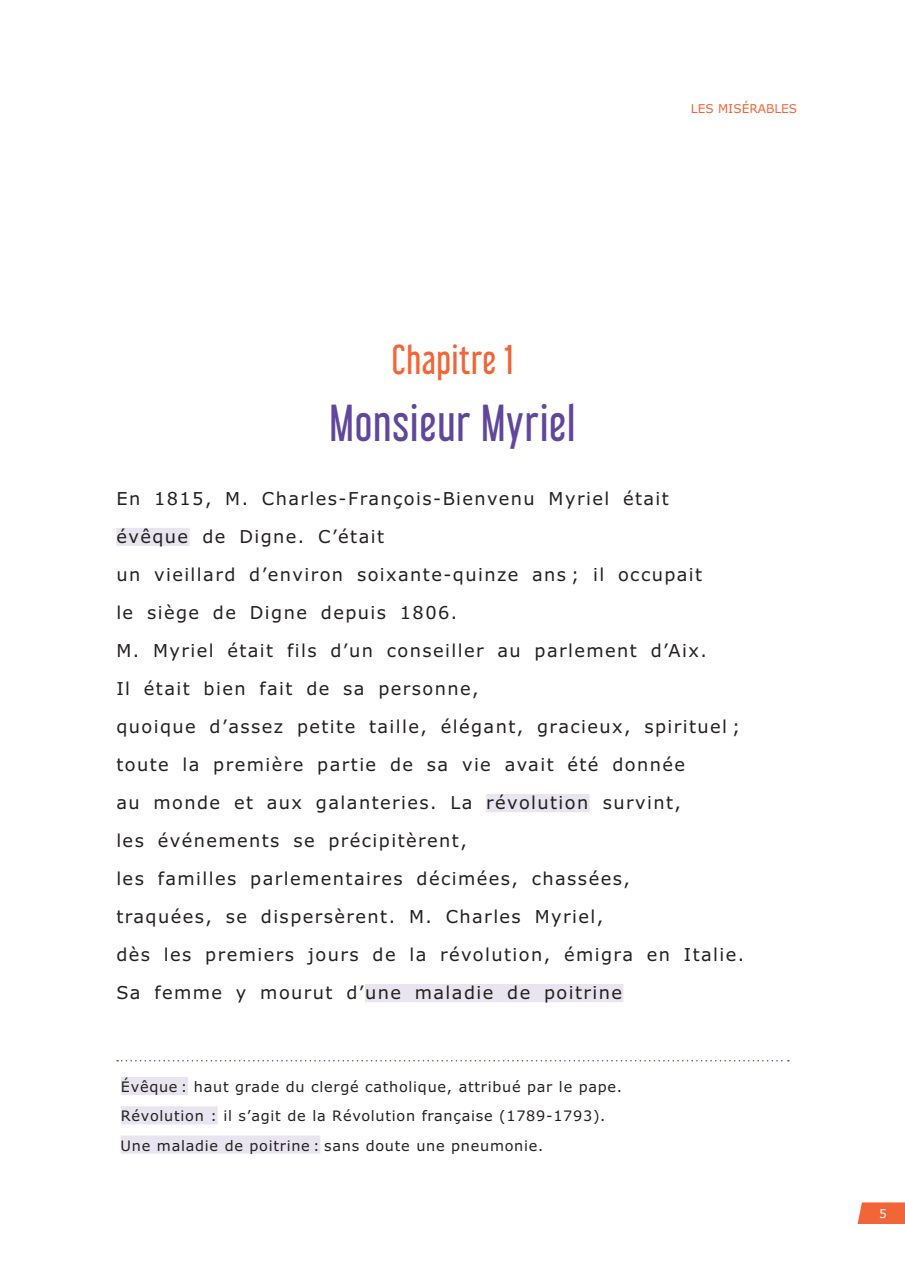 LES MISÉRABLES
Chapitre 1
Monsieur Myriel
En 1815, M. Charles-François-Bienvenu Myriel était
évêque de Digne. C’était
un vieillard d’environ soixante-quinze ans ; il occupait
le siège de Digne depuis 1806.
M. Myriel était fils d’un conseiller au parlement d’Aix.
Il était bien fait de sa personne,
quoique d’assez petite taille, élégant, gracieux, spirituel ;
toute la première partie de sa vie avait été donnée
au monde et aux galanteries. La révolution survint,
les événements se précipitèrent,
les familles parlementaires décimées, chassées,
traquées, se dispersèrent. M. Charles Myriel,
dès les premiers jours de la révolution, émigra en Italie.
Sa femme y mourut d’une maladie de poitrine
Évêque : haut grade du clergé catholique, attribué par le pape.
Révolution : il s’agit de la Révolution française (1789-1793).
Une maladie de poitrine : sans doute une pneumonie.
5